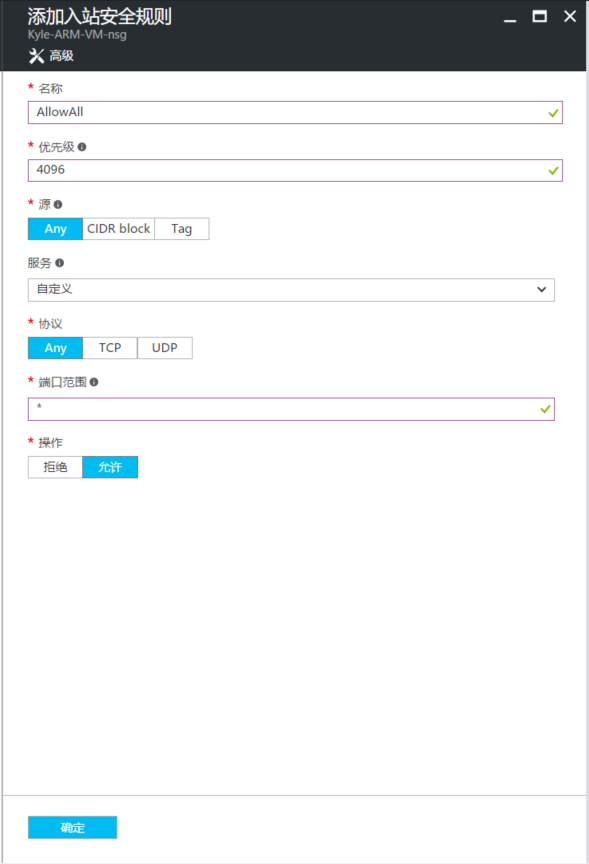 添加入站安全规则
Kyle-ARM-VM-nsg
高级
* 名称
AllowAll
* 优先级
4096
* 源
Any CIDR block Tag
服务
自定义
* 协议
Any TCP UDP
* 端口范围
*
* 操作
拒绝 允许
确定